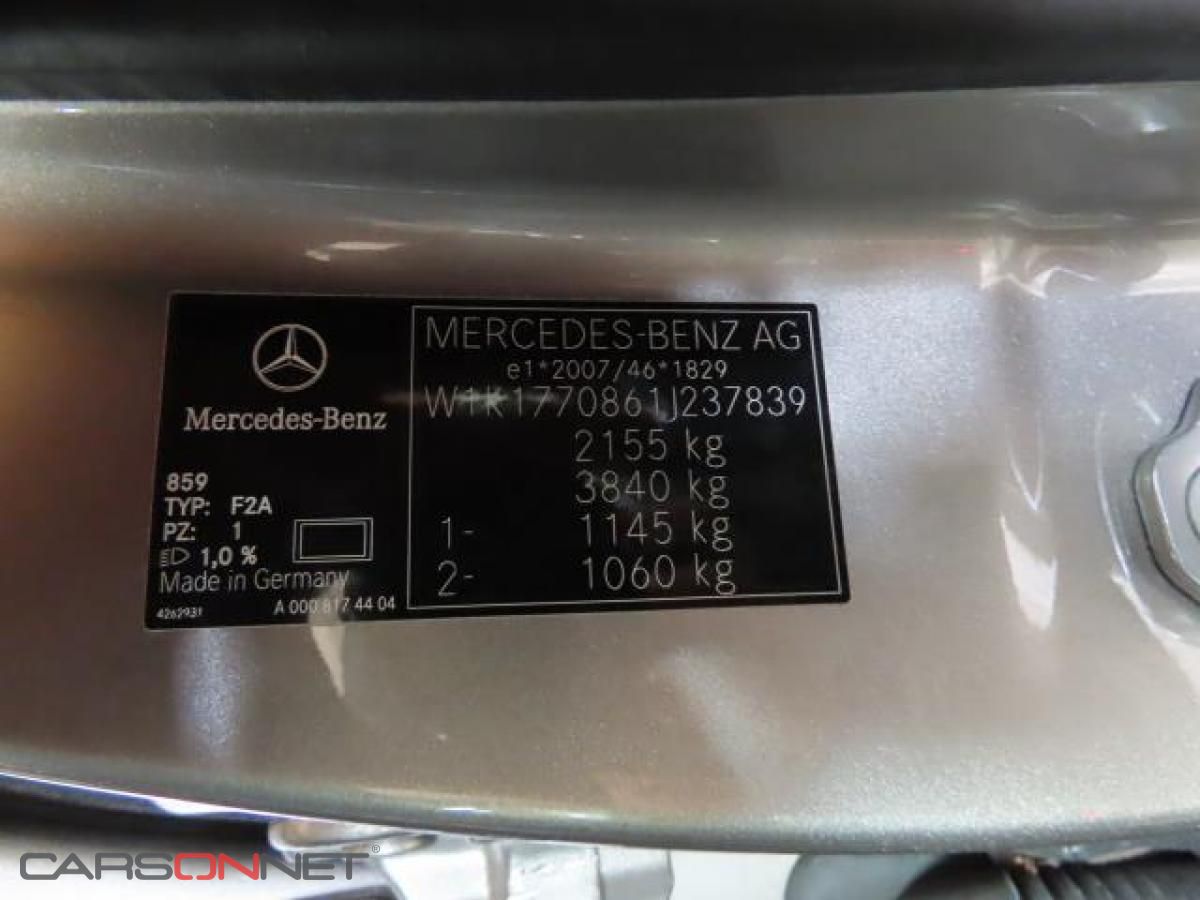 Mercedes-Benz
859
TYP: F2A
PZ: 1
1,0 %
Made in Germany
4262931
A 000 817 44 04
MERCEDES-BENZ AG
e1*2007/46*1829
W1K1770861J237839
2155 kg
3840 kg
1- 1145 kg
2- 1060 kg
CARSONNET®